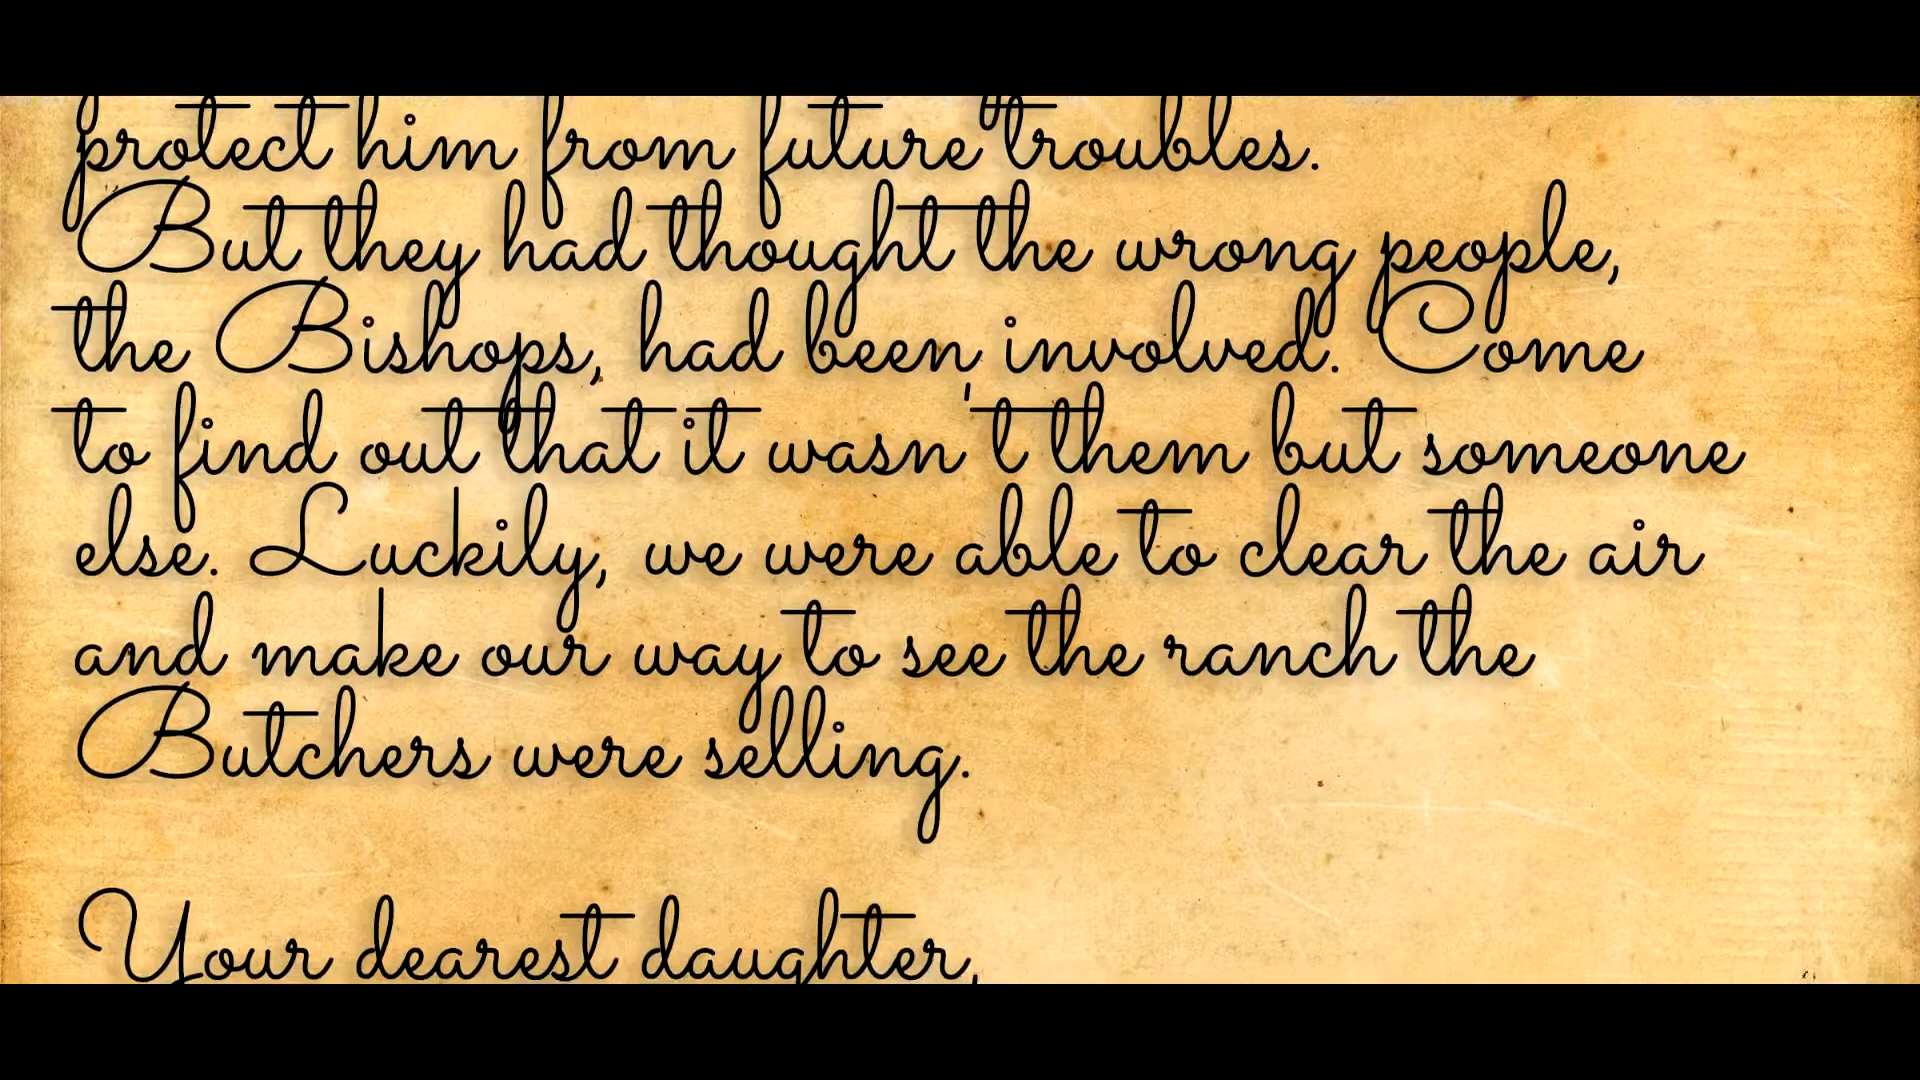 protect him from future troubles.
But they had thought the wrong people,
the Bishops, had been involved. Come
to find out that it wasn't them but someone
else. Luckily, we were able to clear the air
and make our way to see the ranch the
Butchers were selling.
Your dearest daughter,